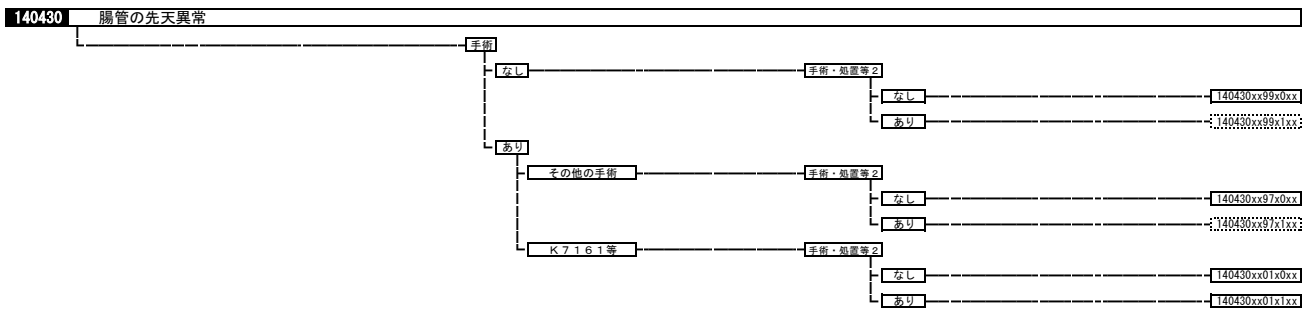 140430 腸管の先天異常
手術
なし 手術・処置等2
なし 140430xx99x0xx
あり 140430xx99x1xx
あり
その他の手術 手術・処置等2
なし 140430xx97x0xx
あり 140430xx97x1xx
K7161等 手術・処置等2
なし 140430xx01x0xx
あり 140430xx01x1xx